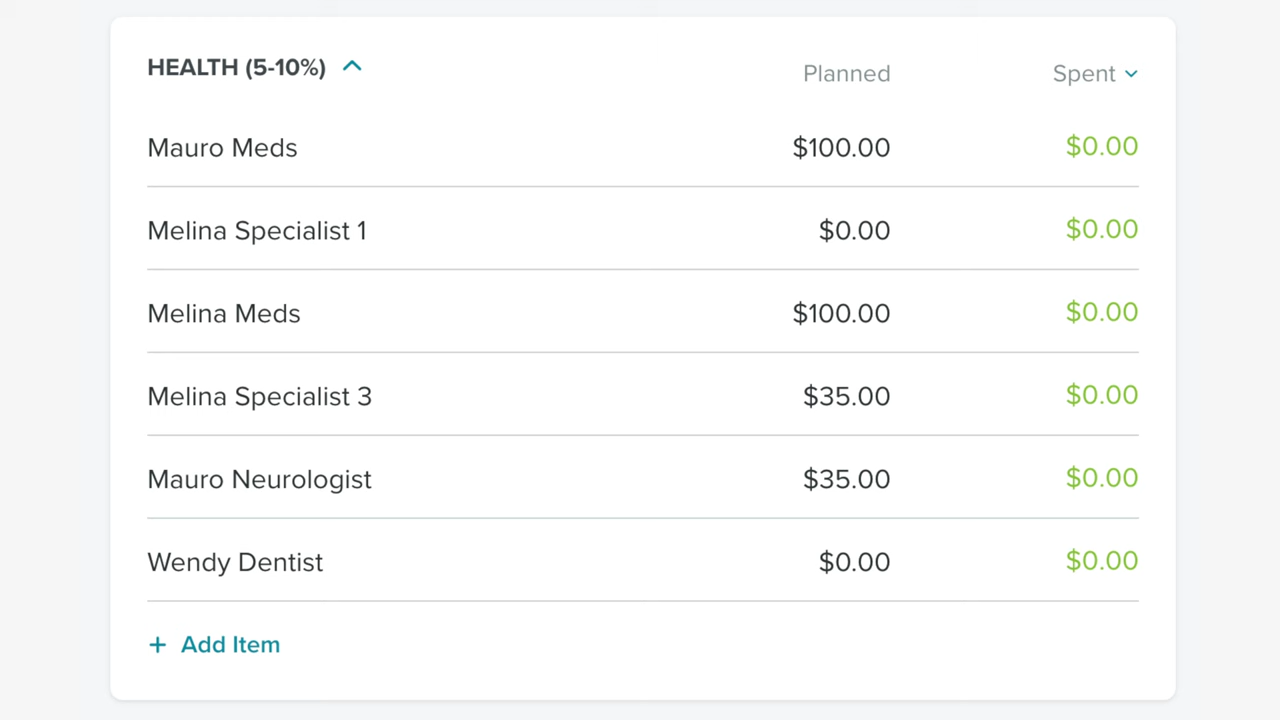 HEALTH (5-10%) Planned Spent
Mauro Meds $100.00 $0.00
Melina Specialist 1 $0.00 $0.00
Melina Meds $100.00 $0.00
Melina Specialist 3 $35.00 $0.00
Mauro Neurologist $35.00 $0.00
Wendy Dentist $0.00 $0.00
+ Add Item